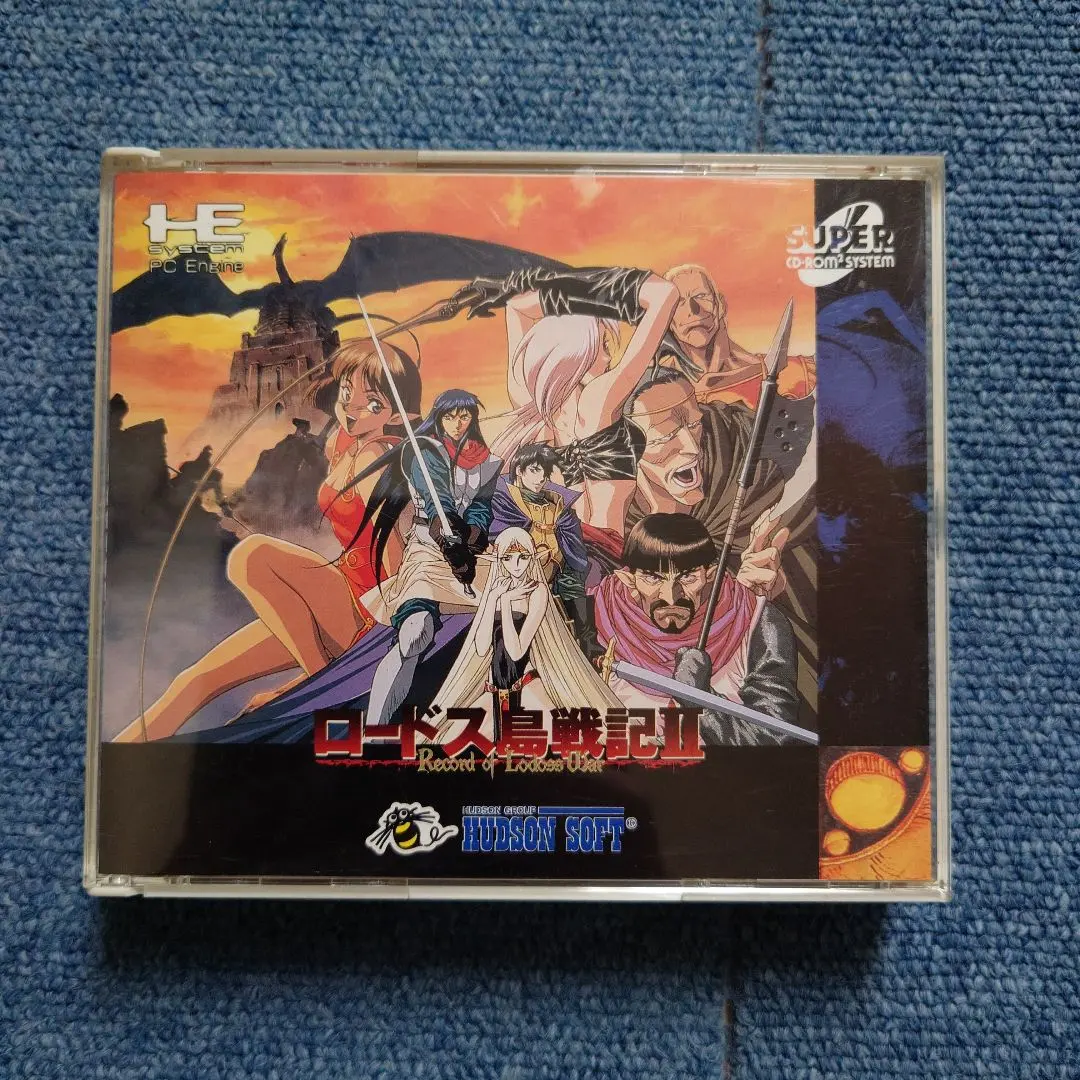 HE
system
PC Engine
SUPER
CD-ROM² SYSTEM
ロードス島戦記II
Record of Lodoss War
HUDSON GROUP
HUDSON SOFT©